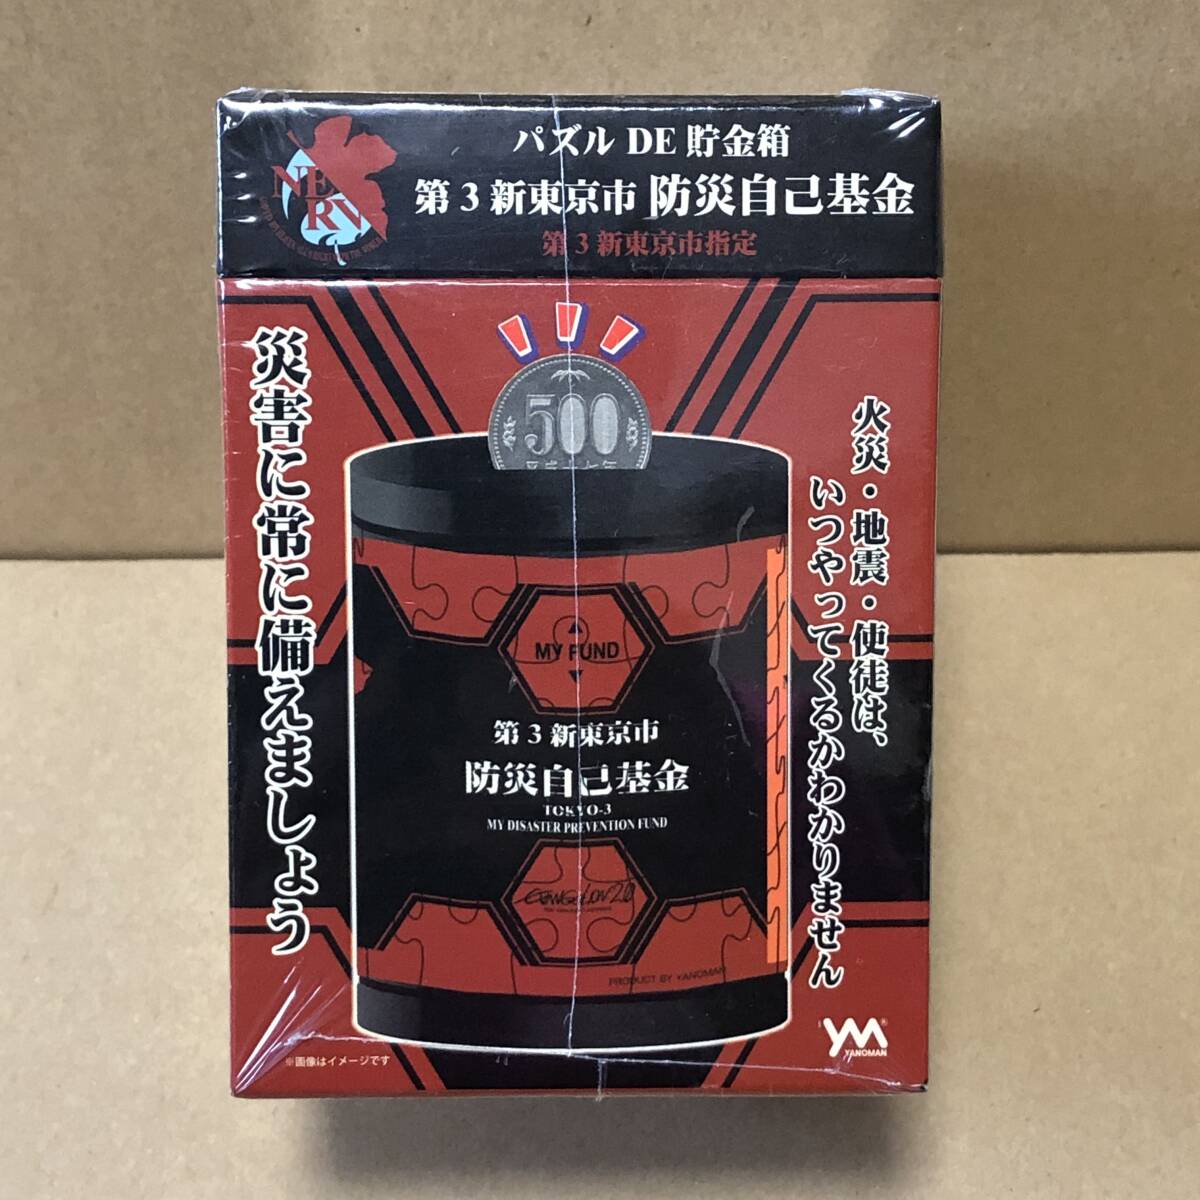 パズル DE 貯金箱
第3新東京市 防災自己基金
第3新東京市指定
NERV
災害に常に備えましょう
火災・地震・使徒は、
いつやってくるかわかりません
500
MY FUND
第3新東京市
防災自己基金
TOKYO-3
MY DISASTER PREVENTION FUND
EVANGELION 2.0
PRODUCT BY YANOMAN
※画像はイメージです
YM
YANOMAN